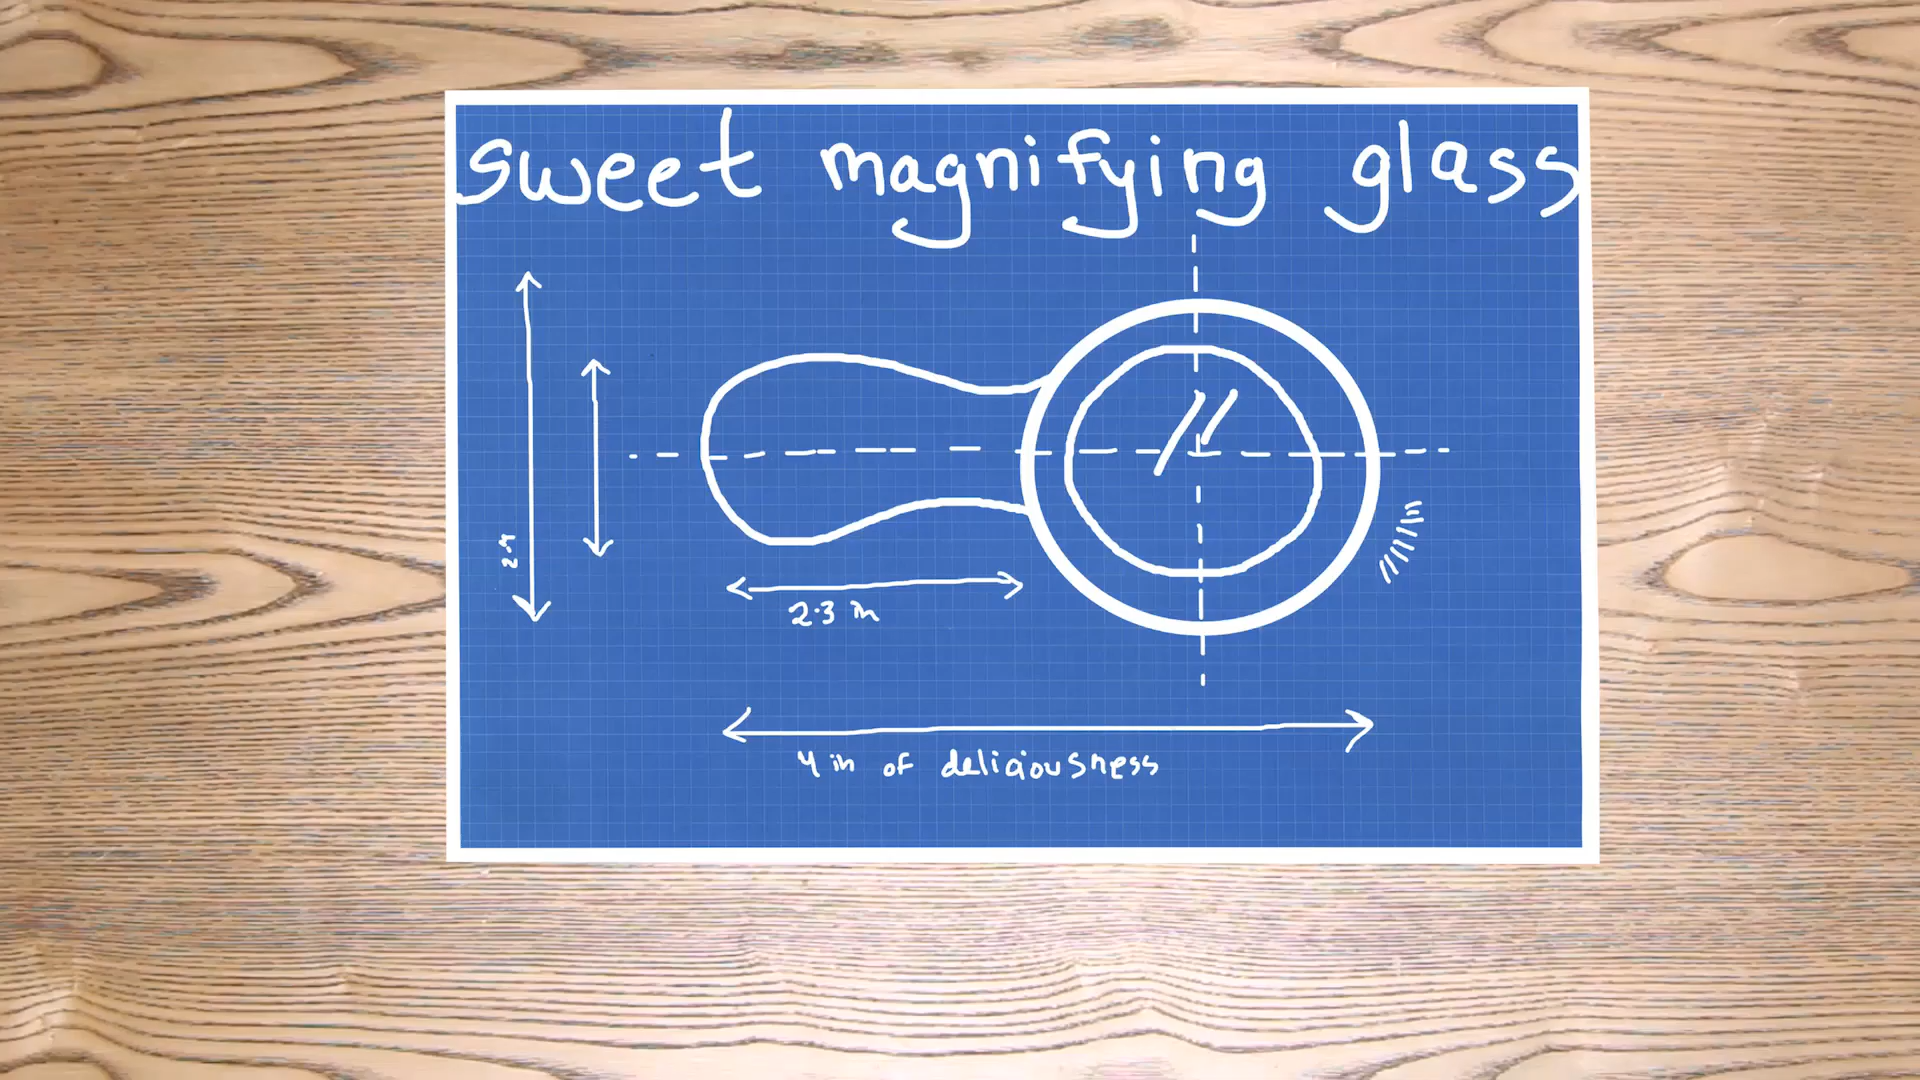 sweet magnifying glass
2.3 in
4 in of deliciousness